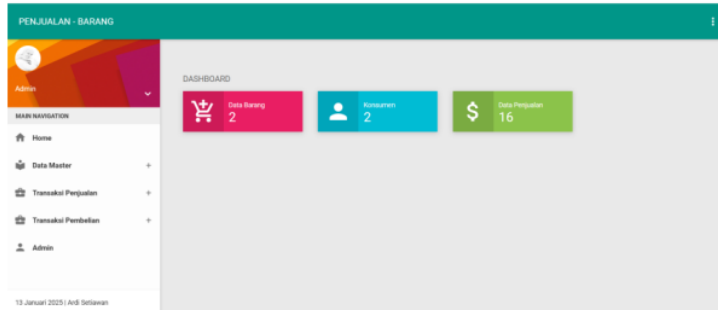 PENJUALAN - BARANG
Admin
MAIN NAVIGATION
Home
Data Master +
Transaksi Penjualan +
Transaksi Pembelian +
Admin
13 Januari 2025 | Ardi Setiawan
DASHBOARD
Data Barang
2
Konsumen
2
Data Penjualan
16